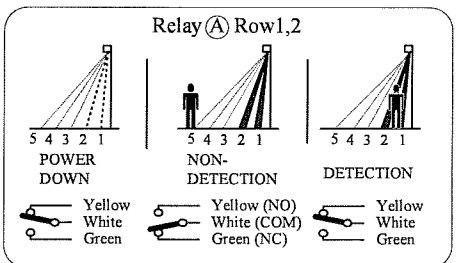 Relay Ⓐ Row1,2
5 4 3 2 1
POWER
DOWN
Yellow
White
Green
5 4 3 2 1
NON-
DETECTION
Yellow (NO)
White (COM)
Green (NC)
5 4 3 2 1
DETECTION
Yellow
White
Green